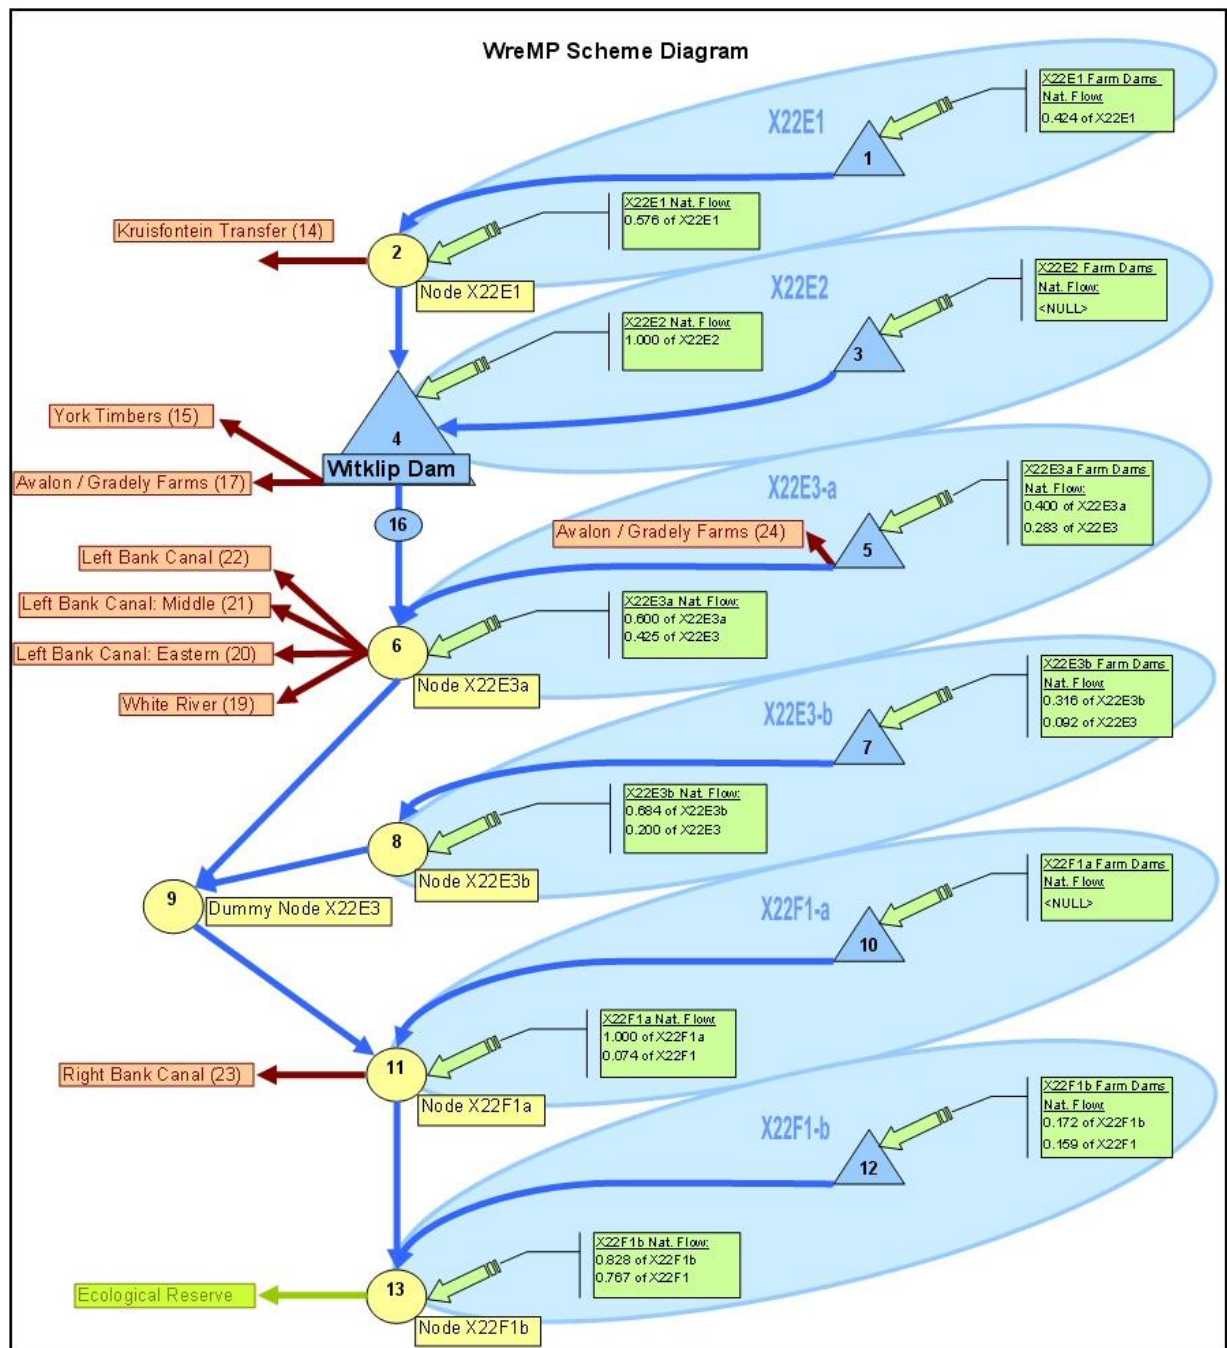 WreMP Scheme Diagram
X22E1
X22E1 Farm Dams
Nat. Flow:
0.424 of X22E1
1
X22E1 Nat. Flow:
0.576 of X22E1
Kruisfontein Transfer (14)
2
Node X22E1
X22E2
X22E2 Farm Dams
Nat. Flow:
<NULL>
3
X22E2 Nat. Flow:
1.000 of X22E2
York Timbers (15)
4
Witklip Dam
Avalon / Gradely Farms (17)
16
X22E3-a
X22E3a Farm Dams
Nat. Flow:
0.400 of X22E3a
0.283 of X22E3
Avalon / Gradely Farms (24)
5
Left Bank Canal (22)
Left Bank Canal: Middle (21)
Left Bank Canal: Eastern (20)
White River (19)
X22E3a Nat. Flow:
0.600 of X22E3a
0.425 of X22E3
6
Node X22E3a
X22E3-b
X22E3b Farm Dams
Nat. Flow:
0.316 of X22E3b
0.092 of X22E3
7
X22E3b Nat. Flow:
0.684 of X22E3b
0.200 of X22E3
8
Node X22E3b
9
Dummy Node X22E3
X22F1-a
X22F1a Farm Dams
Nat. Flow:
<NULL>
10
X22F1a Nat. Flow:
1.000 of X22F1a
0.074 of X22F1
Right Bank Canal (23)
11
Node X22F1a
X22F1-b
X22F1b Farm Dams
Nat. Flow:
0.172 of X22F1b
0.159 of X22F1
12
X22F1b Nat. Flow:
0.828 of X22F1b
0.767 of X22F1
Ecological Reserve
13
Node X22F1b